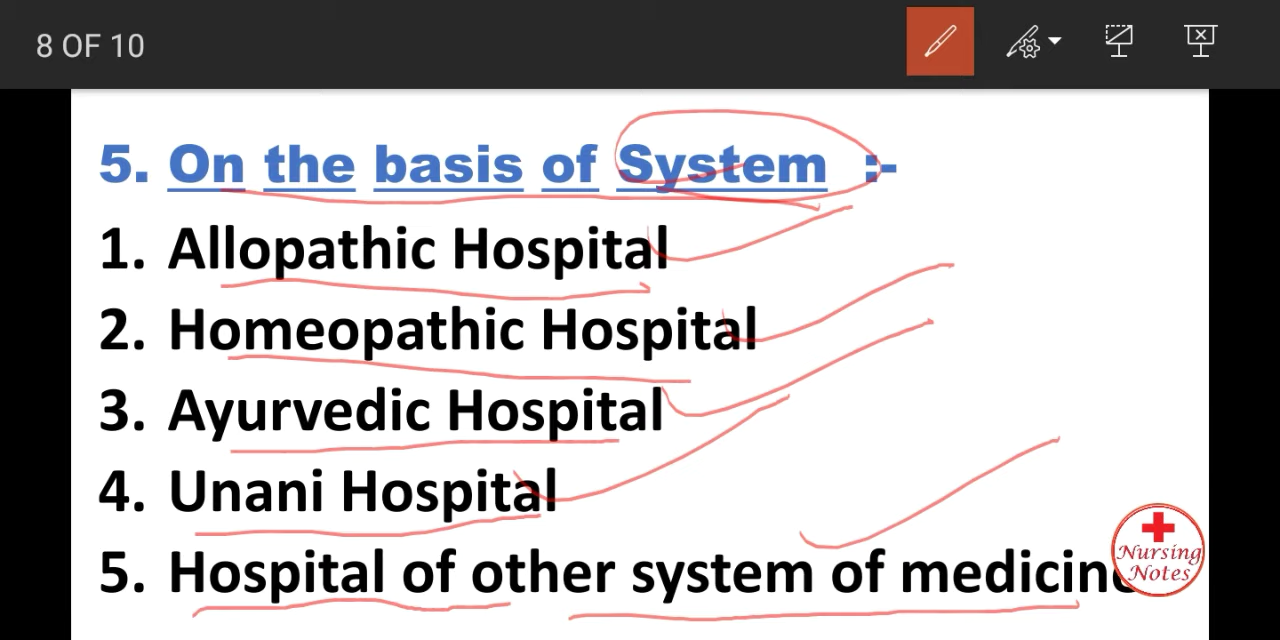 8 OF 10
5. On the basis of System :-
1. Allopathic Hospital
2. Homeopathic Hospital
3. Ayurvedic Hospital
4. Unani Hospital
5. Hospital of other system of medicine
Nursing
Notes